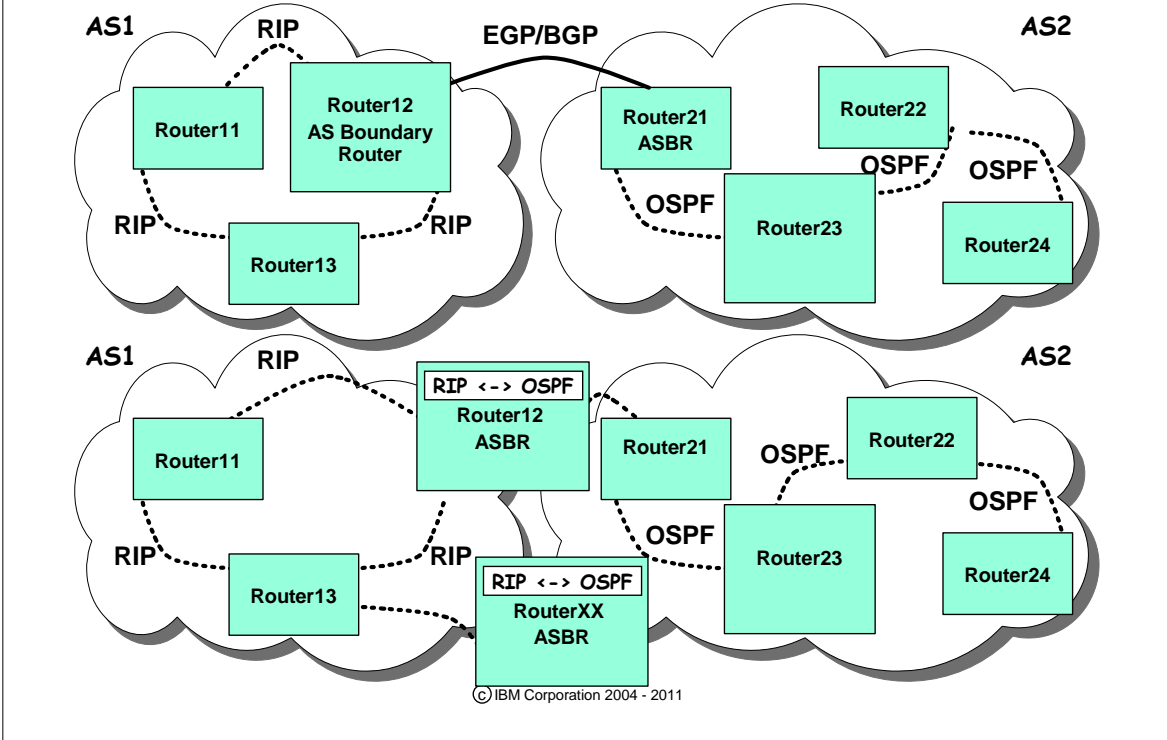 AS1
RIP
EGP/BGP
AS2
Router11
Router12
AS Boundary
Router
Router21
ASBR
Router22
OSPF
OSPF
RIP
RIP
OSPF
Router13
Router23
Router24
AS1
RIP
AS2
RIP <-> OSPF
Router12
ASBR
Router11
Router21
Router22
OSPF
OSPF
RIP
RIP
OSPF
Router13
Router23
Router24
RIP <-> OSPF
RouterXX
ASBR
© IBM Corporation 2004 - 2011